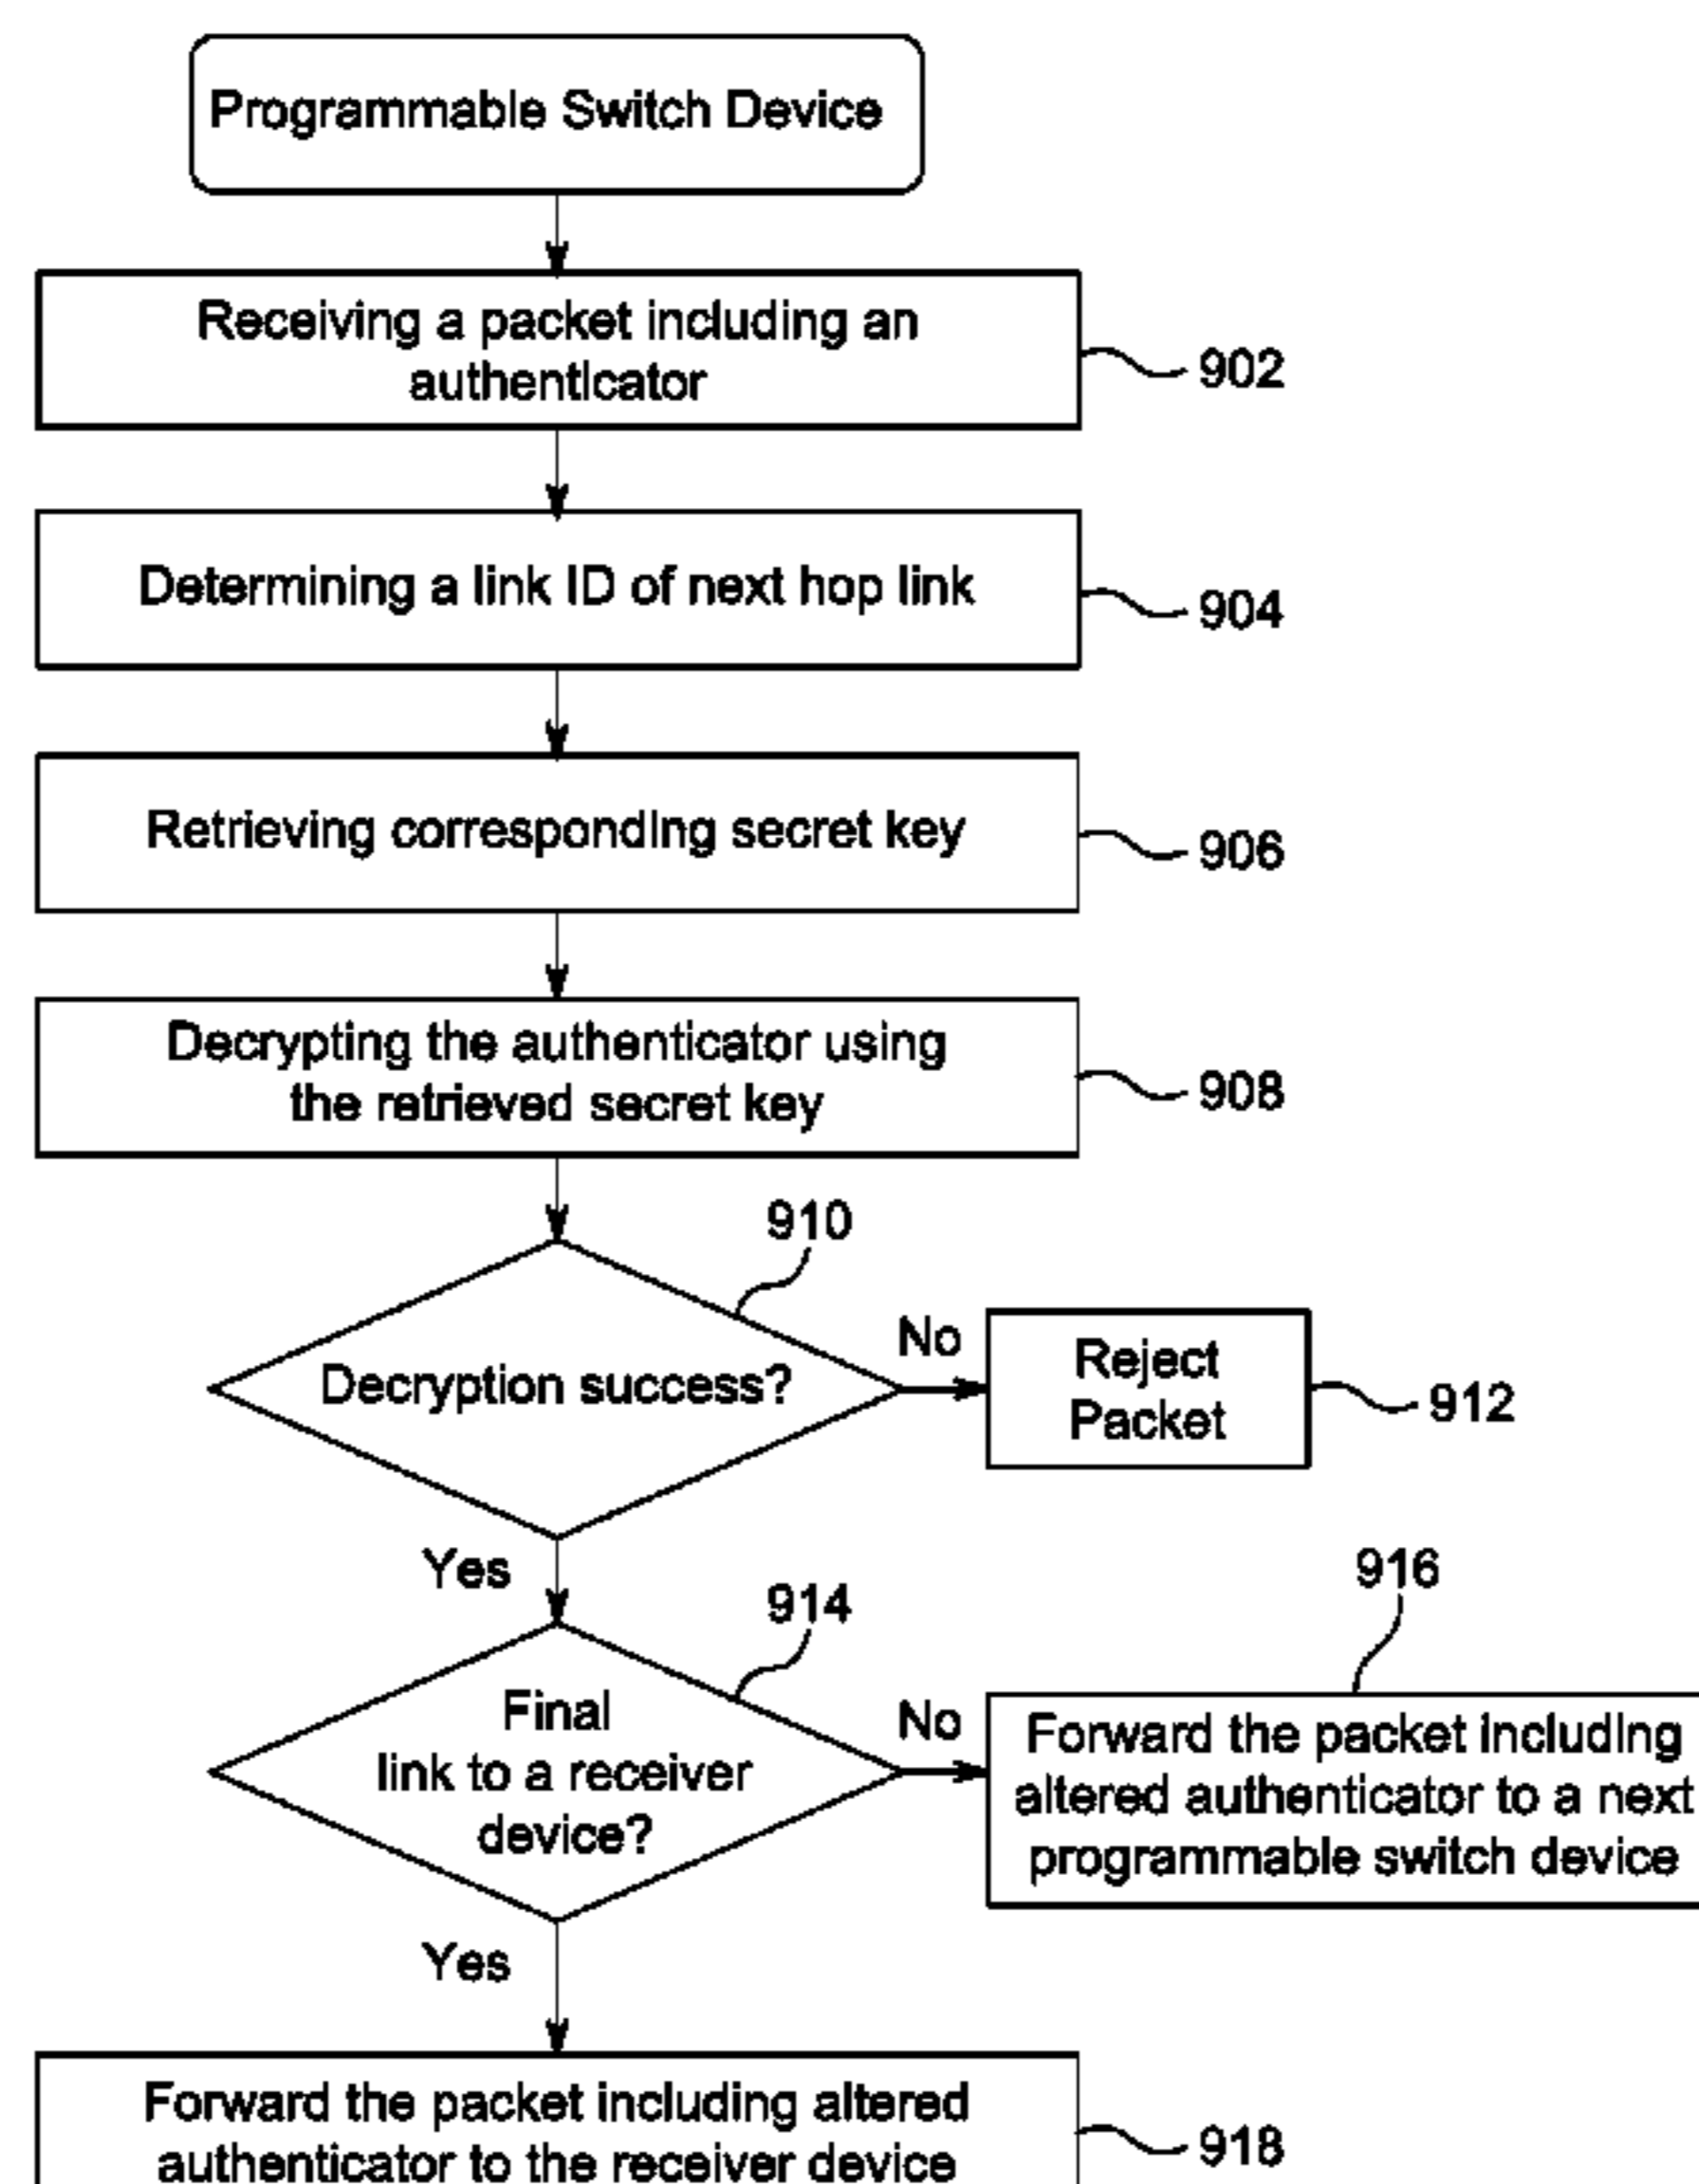 Programmable Switch Device
Receiving a packet including an
authenticator
902
Determining a link ID of next hop link
904
Retrieving corresponding secret key
906
Decrypting the authenticator using
the retrieved secret key
908
910
Decryption success?
No
Reject
Packet
912
Yes
914
916
Final
link to a receiver
device?
No
Forward the packet including
altered authenticator to a next
programmable switch device
Yes
Forward the packet including altered
authenticator to the receiver device
918